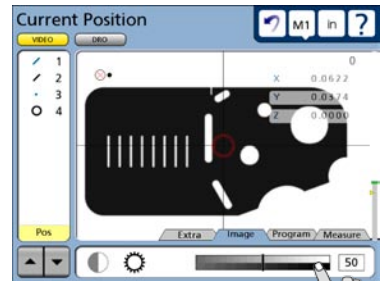 Current Position
M1 in ?
VIDEO DRO
1
2
3
4
0
X 0.0622
Y 0.0374
Z 0.0000
Pos
Extra Image Program Measure
50